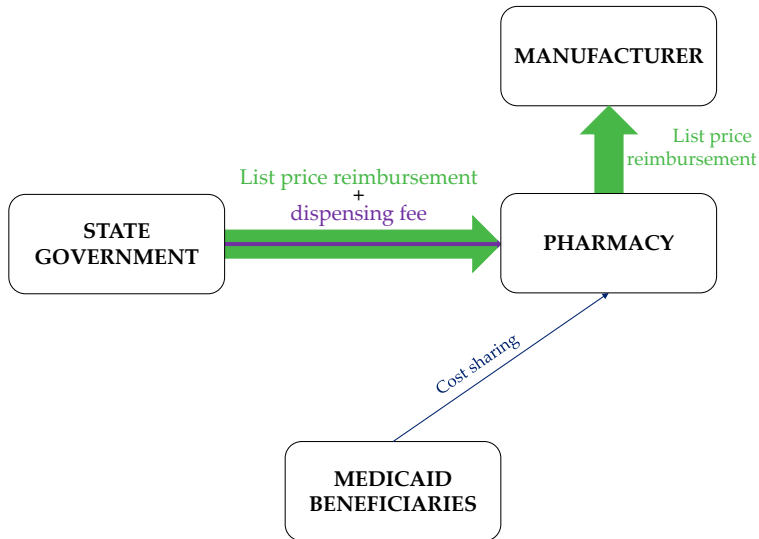 MANUFACTURER
List price
reimbursement
List price reimbursement
+
dispensing fee
STATE
GOVERNMENT
PHARMACY
Cost sharing
MEDICAID
BENEFICIARIES